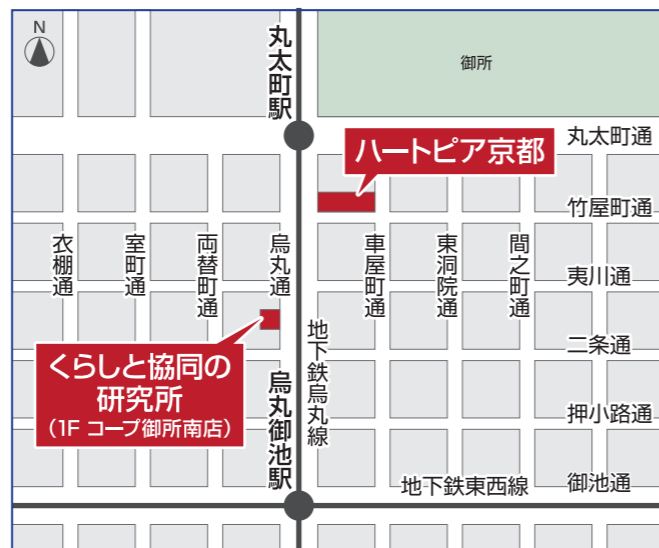 N
丸太町駅
御所
丸太町通
ハートピア京都
竹屋町通
衣棚通
室町通
両替町通
烏丸通
車屋町通
東洞院通
間之町通
夷川通
地下鉄烏丸線
二条通
くらしと協同の
研究所
(1F コープ御所南店)
烏丸御池駅
押小路通
地下鉄東西線
御池通